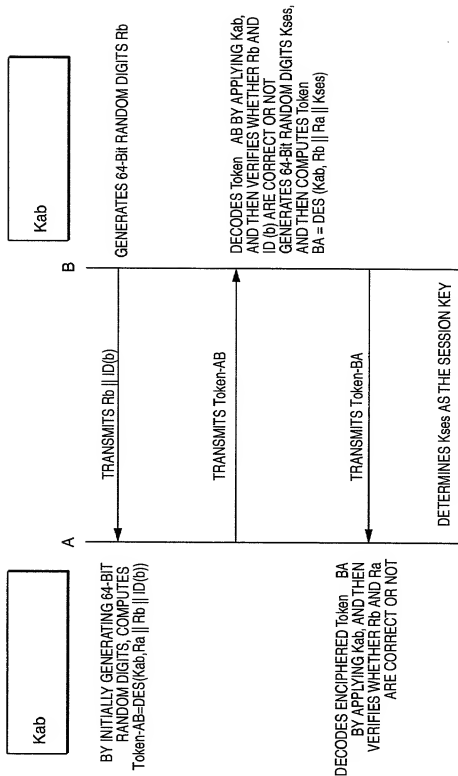 Kab
Kab
A
B
GENERATES 64-Bit RANDOM DIGITS Rb
TRANSMITS Rb || ID(b)
BY INITIALLY GENERATING 64-BIT
RANDOM DIGITS, COMPUTES
Token-AB=DES(Kab,Ra || Rb || ID(b))
TRANSMITS Token-AB
DECODES Token AB BY APPLYING Kab,
AND THEN VERIFIES WHETHER Rb AND
ID (b) ARE CORRECT OR NOT
GENERATES 64-Bit RANDOM DIGITS Kses,
AND THEN COMPUTES Token
BA = DES (Kab, Rb || Ra || Kses)
TRANSMITS Token-BA
DECODES ENCIPHERED Token BA
BY APPLYING Kab, AND THEN
VERIFIES WHETHER Rb AND Ra
ARE CORRECT OR NOT
DETERMINES Kses AS THE SESSION KEY